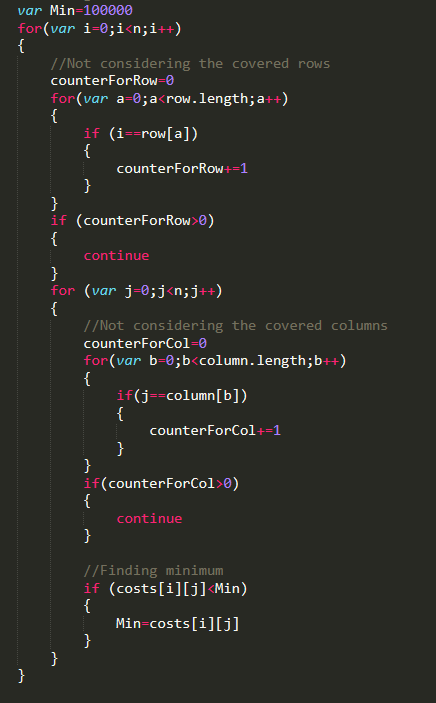 var Min=100000
for(var i=0;i<n;i++)
{
    //Not considering the covered rows
    counterForRow=0
    for(var a=0;a<row.length;a++)
    {
        if (i==row[a])
        {
            counterForRow+=1
        }
    }
    if (counterForRow>0)
    {
        continue
    }
    for (var j=0;j<n;j++)
    {
        //Not considering the covered columns
        counterForCol=0
        for(var b=0;b<column.length;b++)
        {
            if(j==column[b])
            {
                counterForCol+=1
            }
        }
        if(counterForCol>0)
        {
            continue
        }

        //Finding minimum
        if (costs[i][j]<Min)
        {
            Min=costs[i][j]
        }
    }
}